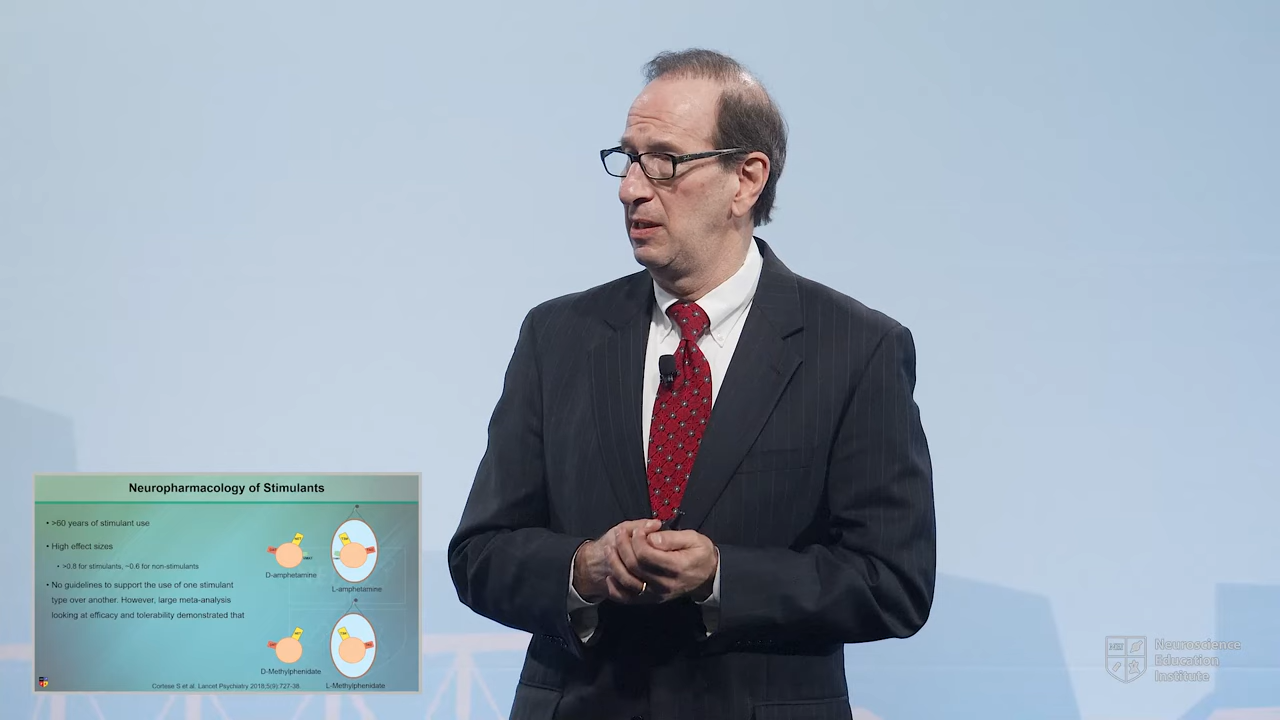 Neuropharmacology of Stimulants
• >60 years of stimulant use
• High effect sizes
• >0.8 for stimulants, ~0.6 for non-stimulants
• No guidelines to support the use of one stimulant
type over another. However, large meta-analysis
looking at efficacy and tolerability demonstrated that
D-amphetamine
L-amphetamine
D-Methylphenidate
L-Methylphenidate
Cortese S et al. Lancet Psychiatry 2018;5(9):727-38.
Neuroscience
Education
Institute